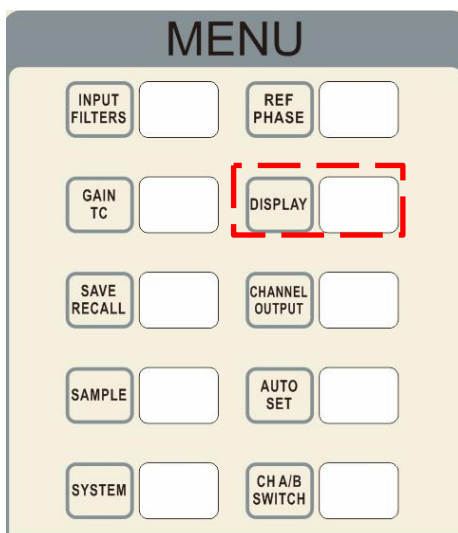 MENU
INPUT
FILTERS
REF
PHASE
GAIN
TC
DISPLAY
SAVE
RECALL
CHANNEL
OUTPUT
SAMPLE
AUTO
SET
SYSTEM
CH A/B
SWITCH